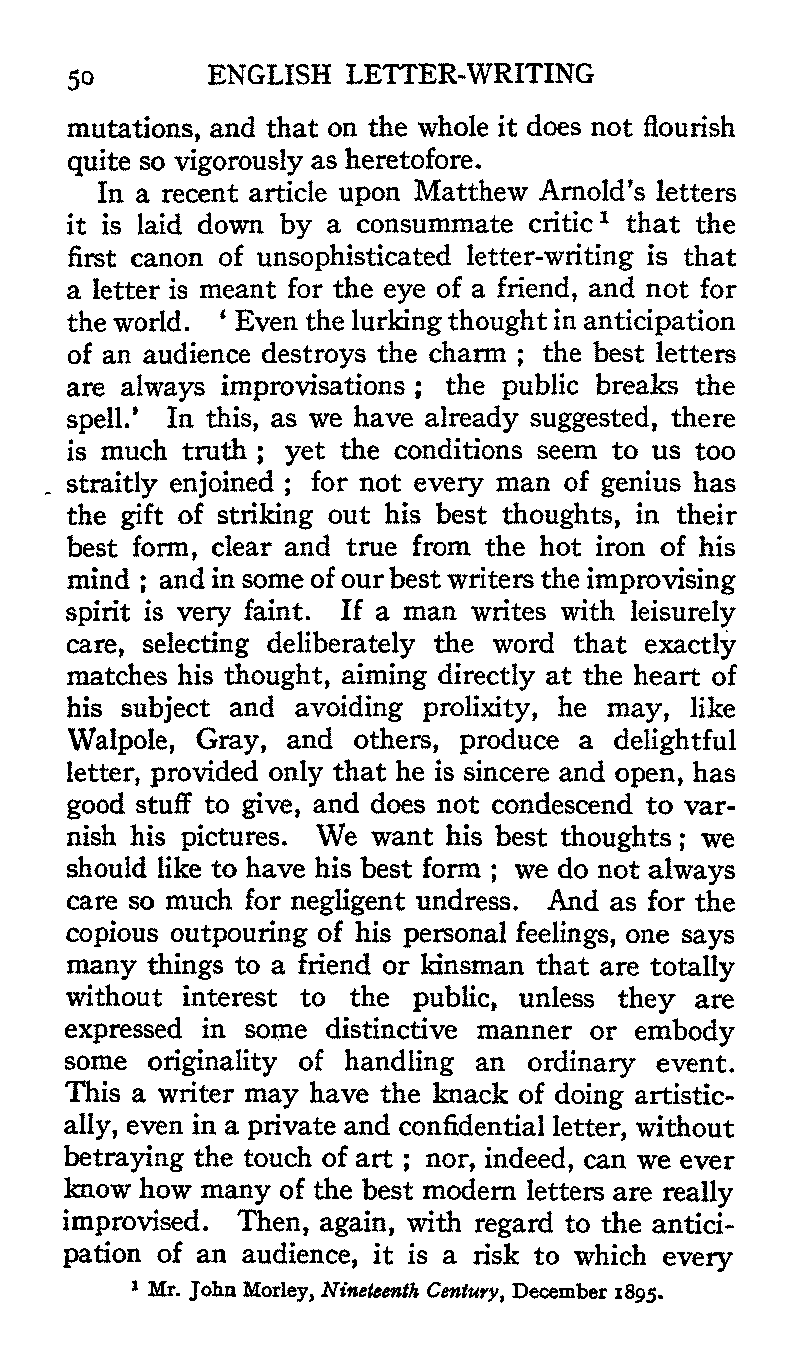 50 ENGLISH LETTER-WRITING
mutations, and that on the whole it does not flourish
quite so vigorously as heretofore.
In a recent article upon Matthew Arnold's letters
it is laid down by a consummate critic ¹ that the
first canon of unsophisticated letter-writing is that
a letter is meant for the eye of a friend, and not for
the world. ‘ Even the lurking thought in anticipation
of an audience destroys the charm ; the best letters
are always improvisations ; the public breaks the
spell.’ In this, as we have already suggested, there
is much truth ; yet the conditions seem to us too
straitly enjoined ; for not every man of genius has
the gift of striking out his best thoughts, in their
best form, clear and true from the hot iron of his
mind ; and in some of our best writers the improvising
spirit is very faint. If a man writes with leisurely
care, selecting deliberately the word that exactly
matches his thought, aiming directly at the heart of
his subject and avoiding prolixity, he may, like
Walpole, Gray, and others, produce a delightful
letter, provided only that he is sincere and open, has
good stuff to give, and does not condescend to var-
nish his pictures. We want his best thoughts ; we
should like to have his best form ; we do not always
care so much for negligent undress. And as for the
copious outpouring of his personal feelings, one says
many things to a friend or kinsman that are totally
without interest to the public, unless they are
expressed in some distinctive manner or embody
some originality of handling an ordinary event.
This a writer may have the knack of doing artistic-
ally, even in a private and confidential letter, without
betraying the touch of art ; nor, indeed, can we ever
know how many of the best modern letters are really
improvised. Then, again, with regard to the antici-
pation of an audience, it is a risk to which every
¹ Mr. John Morley, Nineteenth Century, December 1895.